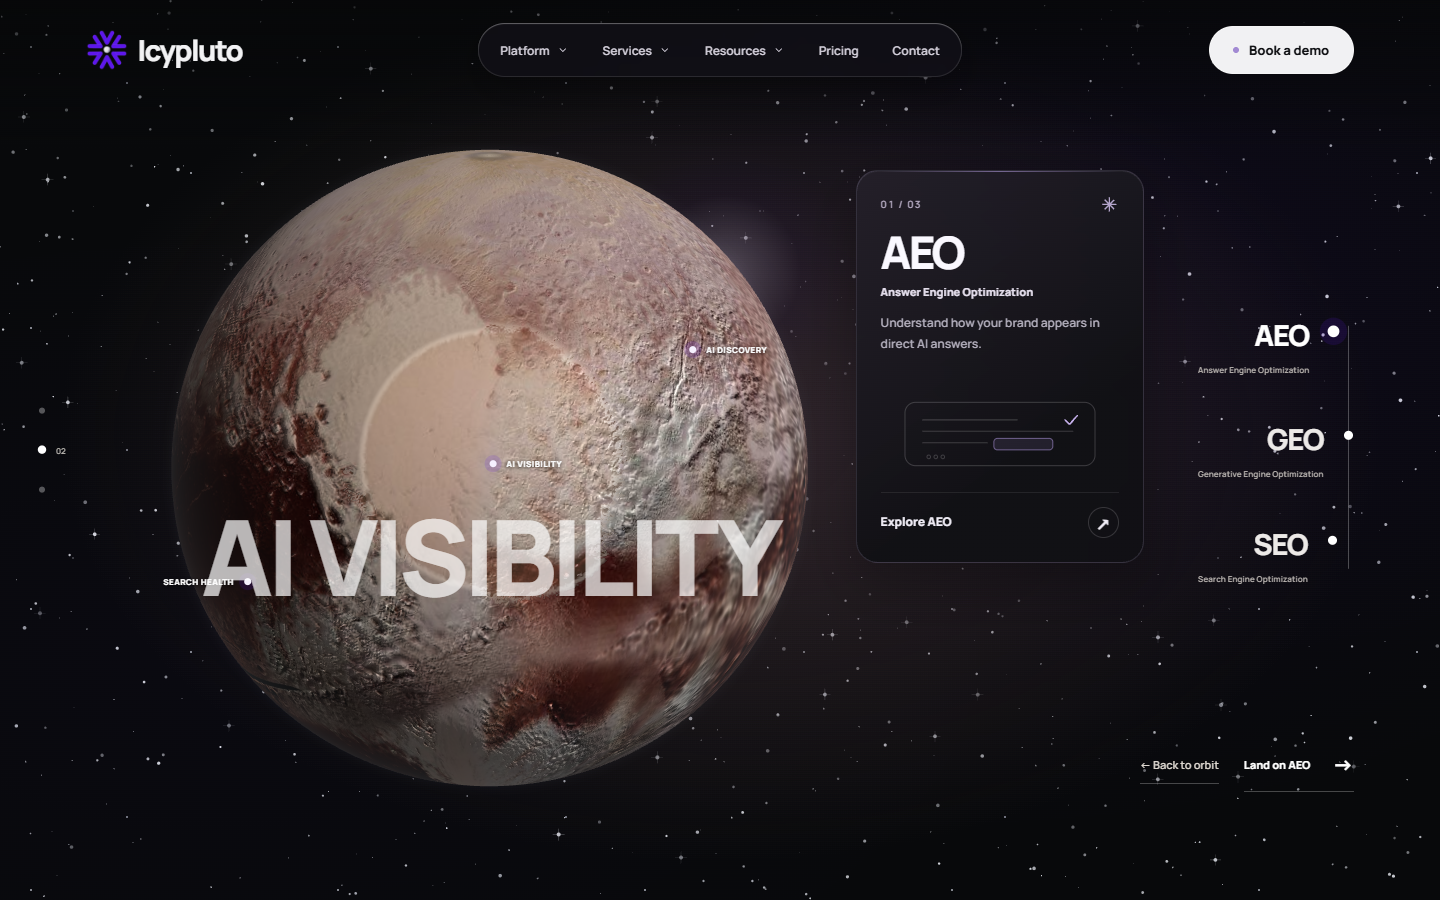 Icypluto
Platform
Services
Resources
Pricing
Contact
Book a demo
01 / 03
AEO
Answer Engine Optimization
Understand how your brand appears in
direct AI answers.
Explore AEO ↗
AI DISCOVERY
AI VISIBILITY
AI VISIBILITY
SEARCH HEALTH
02
AEO
Answer Engine Optimization
GEO
Generative Engine Optimization
SEO
Search Engine Optimization
← Back to orbit
Land on AEO →